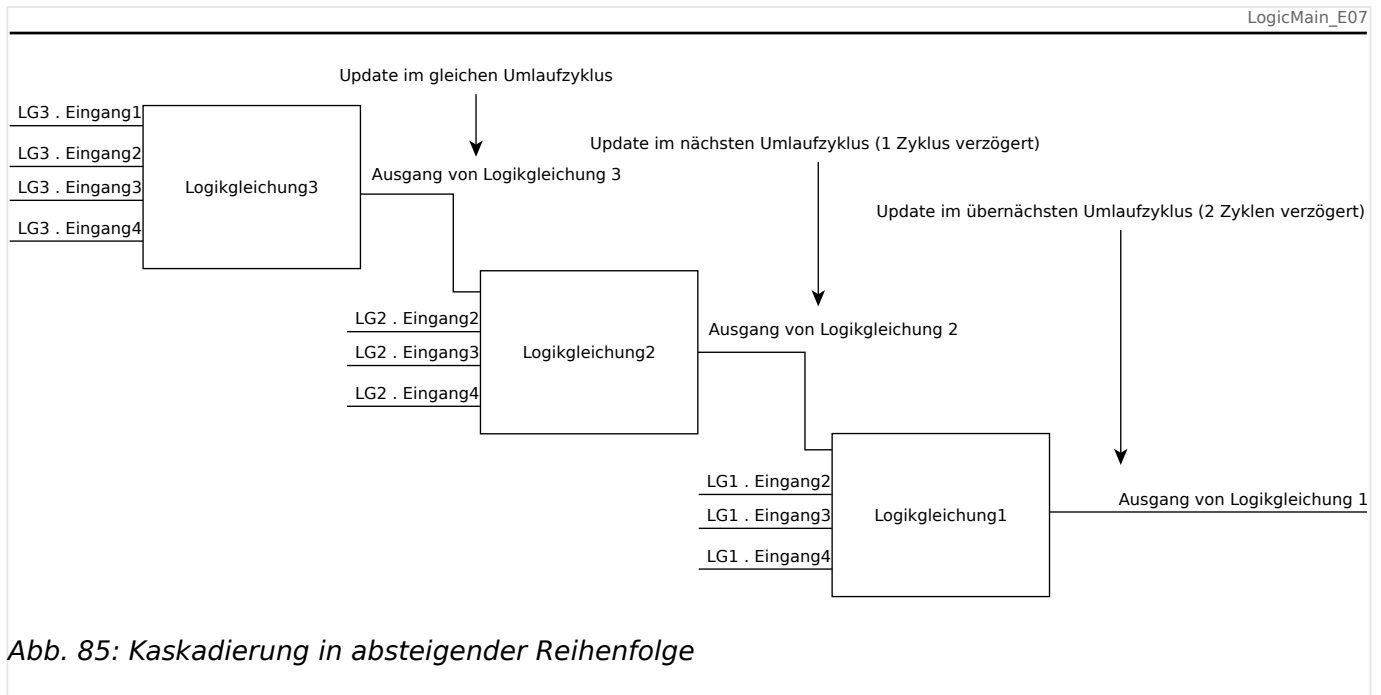 LogicMain_E07
Update im gleichen Umlaufzyklus
LG3 . Eingang1
Update im nächsten Umlaufzyklus (1 Zyklus verzögert)
LG3 . Eingang2
Ausgang von Logikgleichung 3
LG3 . Eingang3
Logikgleichung3
Update im übernächsten Umlaufzyklus (2 Zyklen verzögert)
LG3 . Eingang4
LG2 . Eingang2
Ausgang von Logikgleichung 2
LG2 . Eingang3
Logikgleichung2
LG2 . Eingang4
LG1 . Eingang2
Ausgang von Logikgleichung 1
LG1 . Eingang3
Logikgleichung1
LG1 . Eingang4
Abb. 85: Kaskadierung in absteigender Reihenfolge